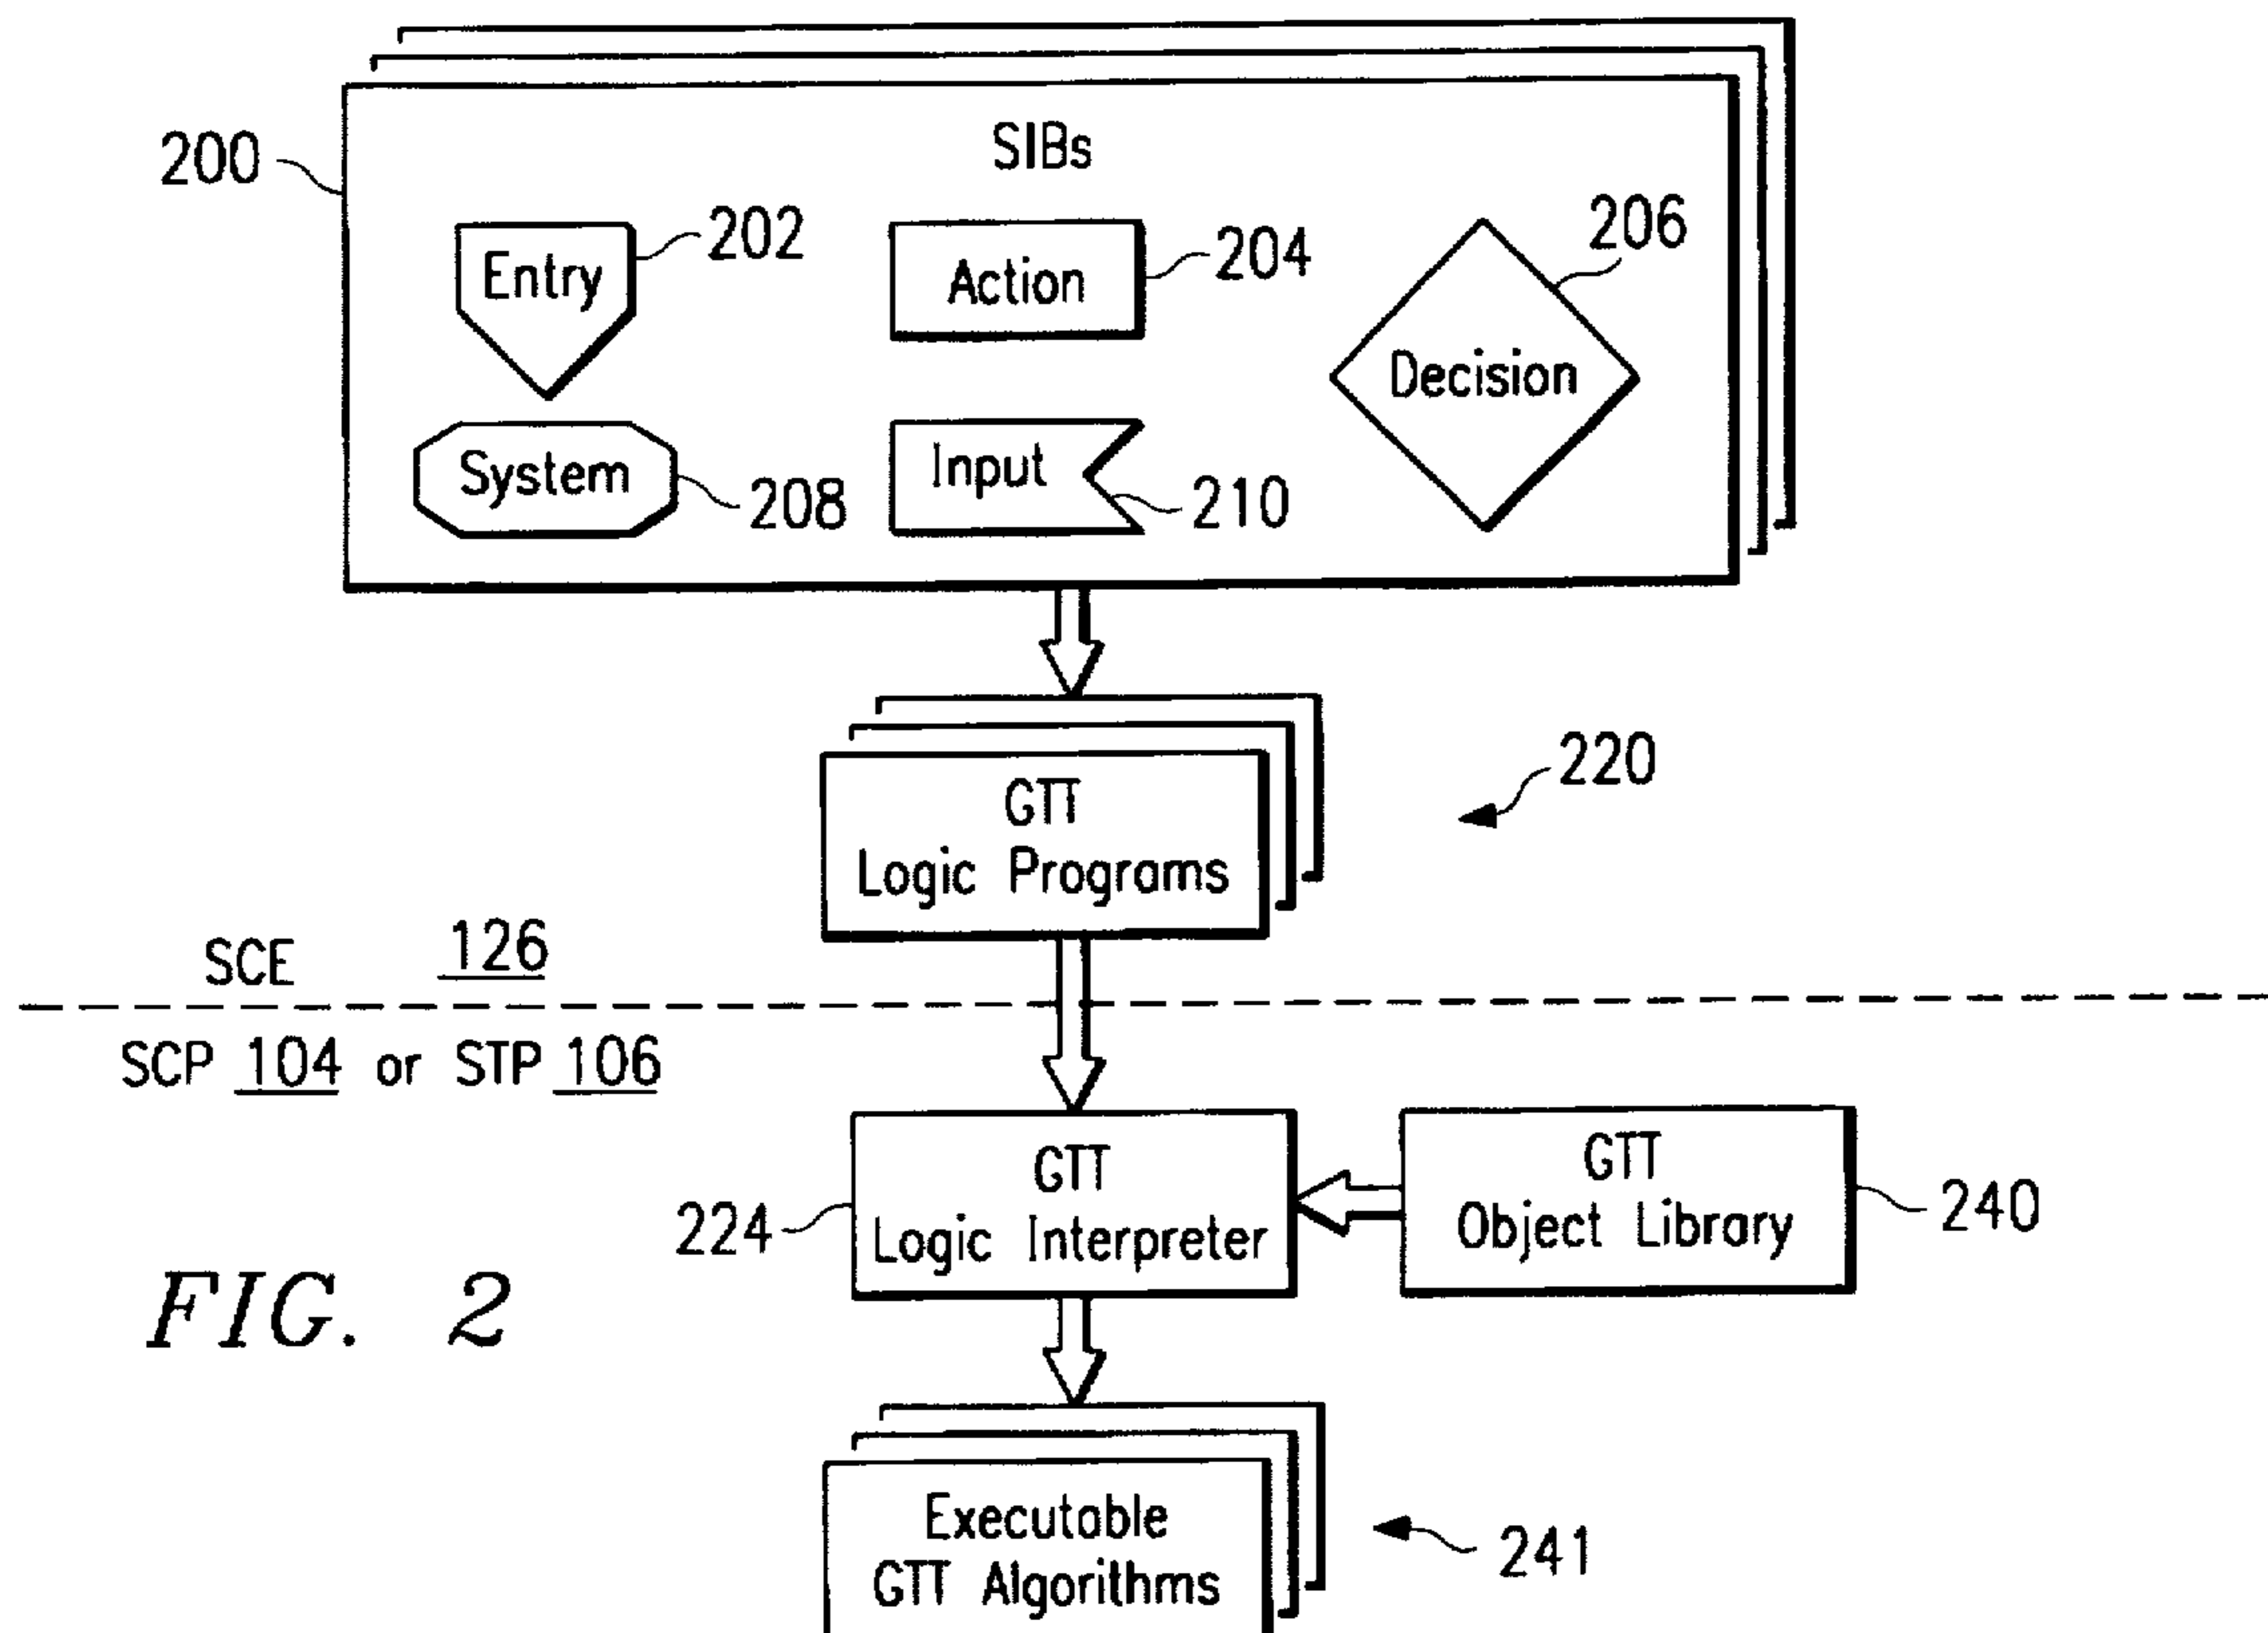 SIBs
200
Entry
202
Action
204
206
Decision
System
208
Input
210
GTT
Logic Programs
220
SCE 126
SCP 104 or STP 106
GTT
Logic Interpreter
224
GTT
Object Library
240
FIG. 2
Executable
GTT Algorithms
241